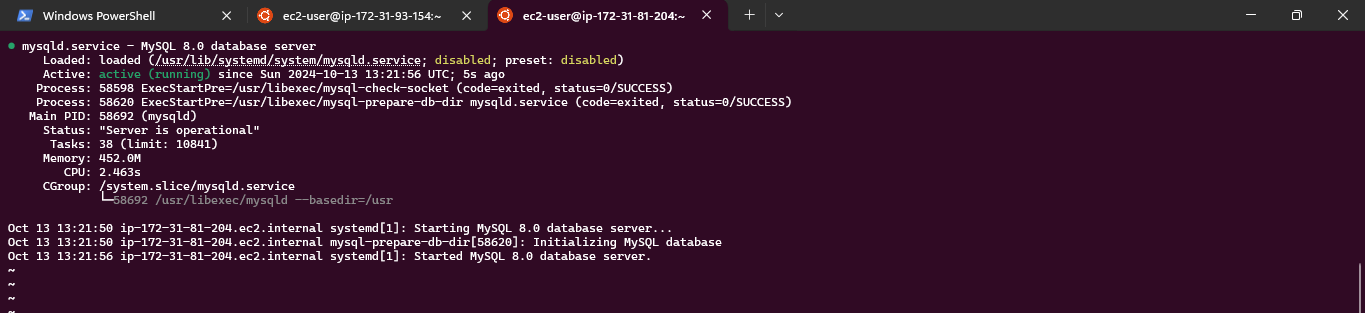 Windows PowerShell
ec2-user@ip-172-31-93-154:~
ec2-user@ip-172-31-81-204:~
● mysqld.service - MySQL 8.0 database server
Loaded: loaded (/usr/lib/systemd/system/mysqld.service; disabled; preset: disabled)
Active: active (running) since Sun 2024-10-13 13:21:56 UTC; 5s ago
Process: 58598 ExecStartPre=/usr/libexec/mysql-check-socket (code=exited, status=0/SUCCESS)
Process: 58620 ExecStartPre=/usr/libexec/mysql-prepare-db-dir mysqld.service (code=exited, status=0/SUCCESS)
Main PID: 58692 (mysqld)
Status: "Server is operational"
Tasks: 38 (limit: 10841)
Memory: 452.0M
CPU: 2.463s
CGroup: /system.slice/mysqld.service
└─58692 /usr/libexec/mysqld --basedir=/usr
Oct 13 13:21:50 ip-172-31-81-204.ec2.internal systemd[1]: Starting MySQL 8.0 database server...
Oct 13 13:21:50 ip-172-31-81-204.ec2.internal mysql-prepare-db-dir[58620]: Initializing MySQL database
Oct 13 13:21:56 ip-172-31-81-204.ec2.internal systemd[1]: Started MySQL 8.0 database server.
~
~
~
~